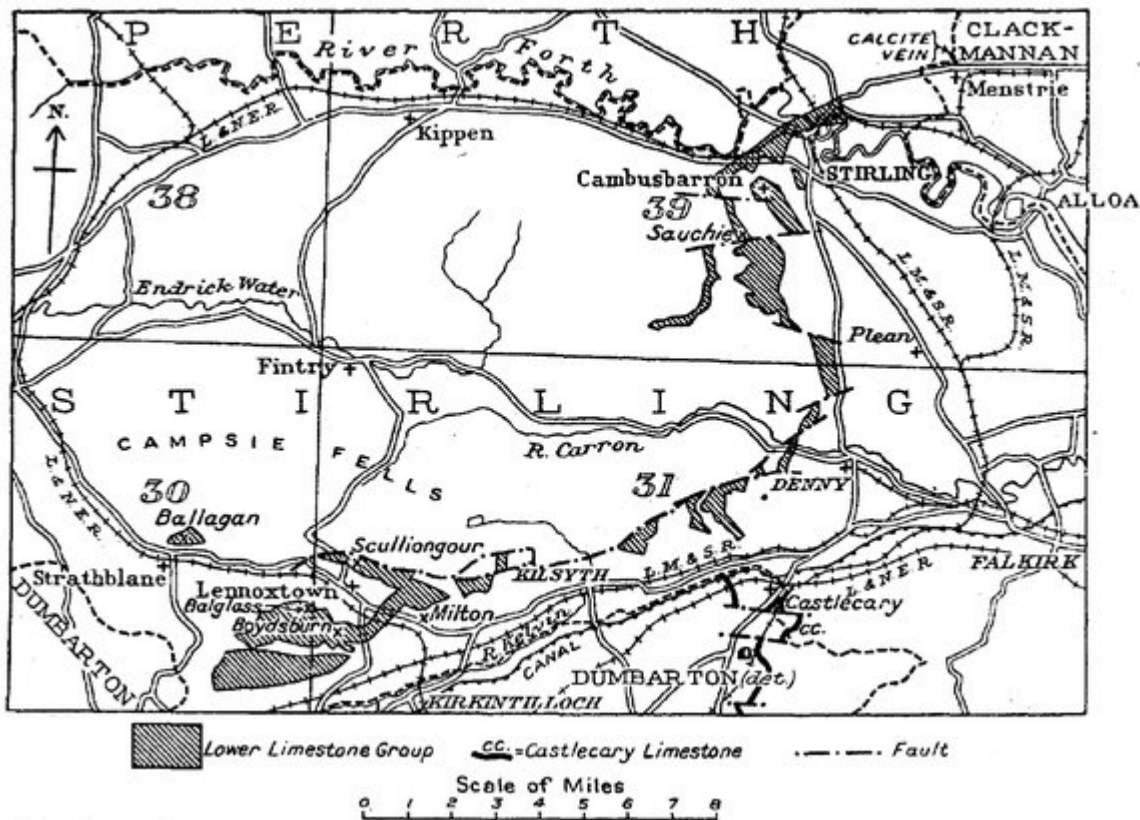 PERTH
CLACK-
MANNAN
CALCITE
VEIN
River Forth
N.
L & N.E.R.
Menstrie
Kippen
Cambusbarron
STIRLING
38
39
ALLOA
Sauchie
L.M.&S.R.
L.M.&S.R.
Endrick Water
Plean
Fintry
STIRLING
CAMPSIE FELLS
R. Carron
L.&N.E.R.
30
31
Ballagan
DENNY
Sculliongour
L.M.&S.R.
FALKIRK
Strathblane
KILSYTH
L&NER
Lennoxtown
Balglass
Milton
Castlecary
Boydsburn
R. Kelvin
CC.
DUMBARTON
CANAL
DUMBARTON (det.)
KIRKINTILLOCH
Lower Limestone Group
CC. = Castlecary Limestone
Fault
Scale of Miles
0 1 2 3 4 5 6 7 8